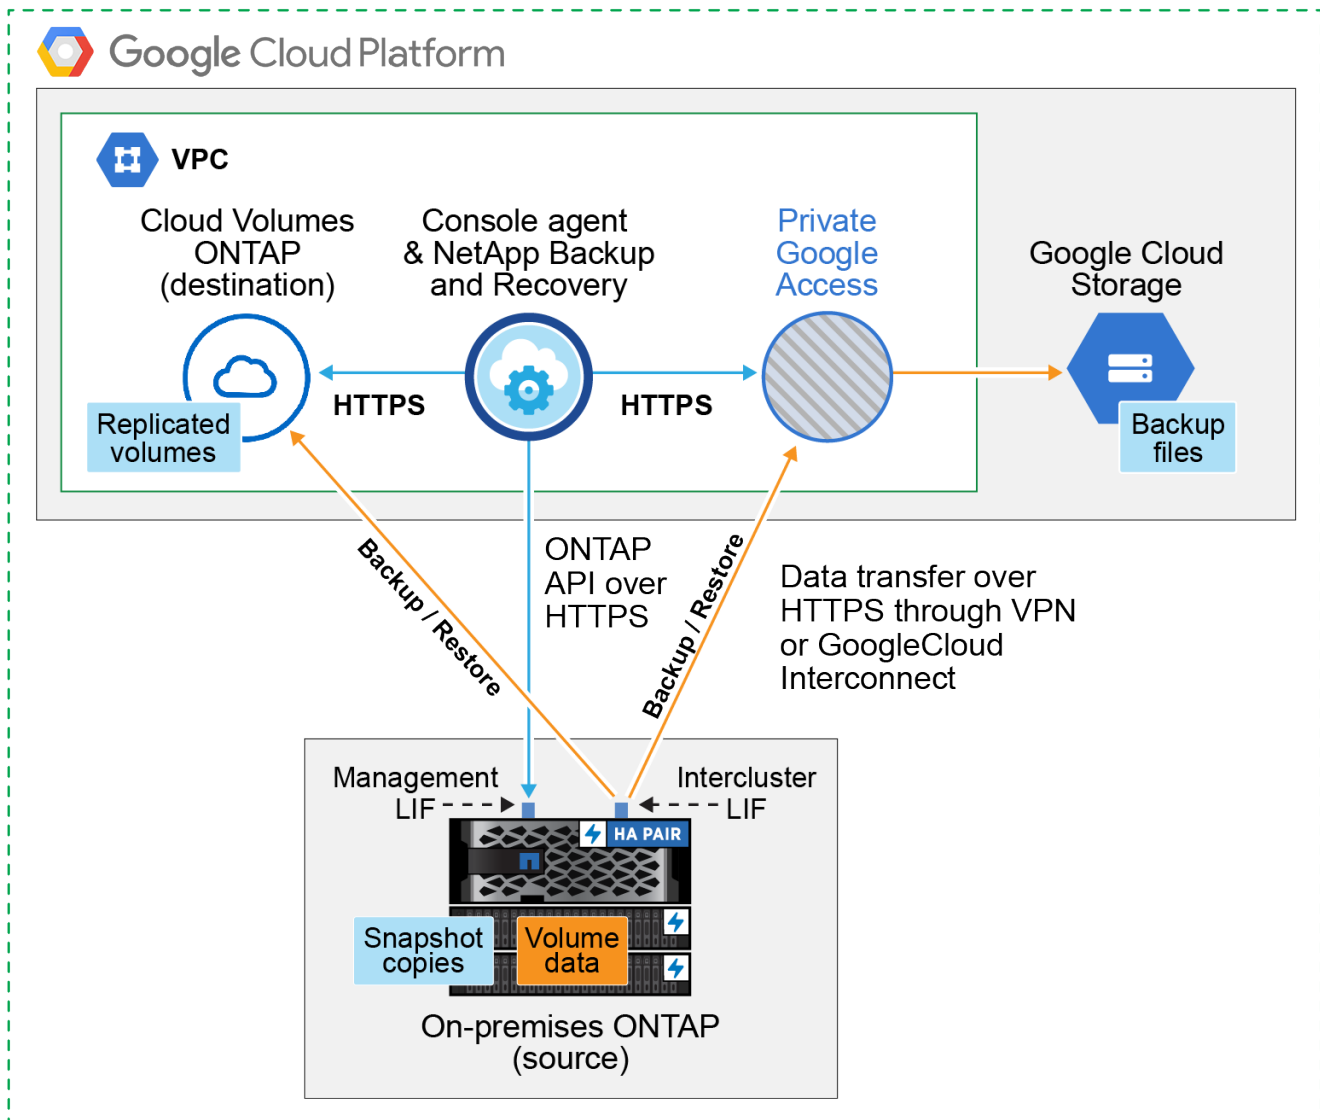 Google Cloud Platform
VPC
Cloud Volumes
ONTAP
(destination)
Console agent
& NetApp Backup
and Recovery
Private
Google
Access
Google Cloud
Storage
HTTPS
HTTPS
Replicated
volumes
Backup
files
Backup / Restore
ONTAP
API over
HTTPS
Backup / Restore
Data transfer over
HTTPS through VPN
or GoogleCloud
Interconnect
Management
LIF
Intercluster
LIF
HA PAIR
Snapshot
copies
Volume
data
On-premises ONTAP
(source)